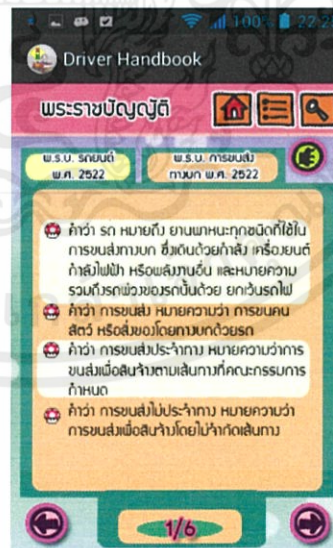 100% 22:5
Driver Handbook
พระราชบัญญัติ
พ.ร.บ. รถยนต์
พ.ศ. 2522
พ.ร.บ. การขนส่ง
ทางบก พ.ศ. 2522
คำว่า รถ หมายถึง ยานพาหนะทุกชนิดที่ใช้ใน
การขนส่งทางบก ซึ่งเดินด้วยกำลัง เครื่องยนต์
กำลังไฟฟ้า หรือพลังงานอื่น และหมายความ
รวมถึงรถพ่วงของรถนั้นด้วย ยกเว้นรถไฟ
คำว่า การขนส่ง หมายความว่า การขนคน
สัตว์ หรือสิ่งของโดยทางบกด้วยรถ
คำว่า การขนส่งประจำทาง หมายความว่าการ
ขนส่งเพื่อสินจ้างตามเส้นทางที่คณะกรรมการ
กำหนด
คำว่า การขนส่งไม่ประจำทาง หมายความว่า
การขนส่งเพื่อสินจ้างโดยไม่จำกัดเส้นทาง
1/6